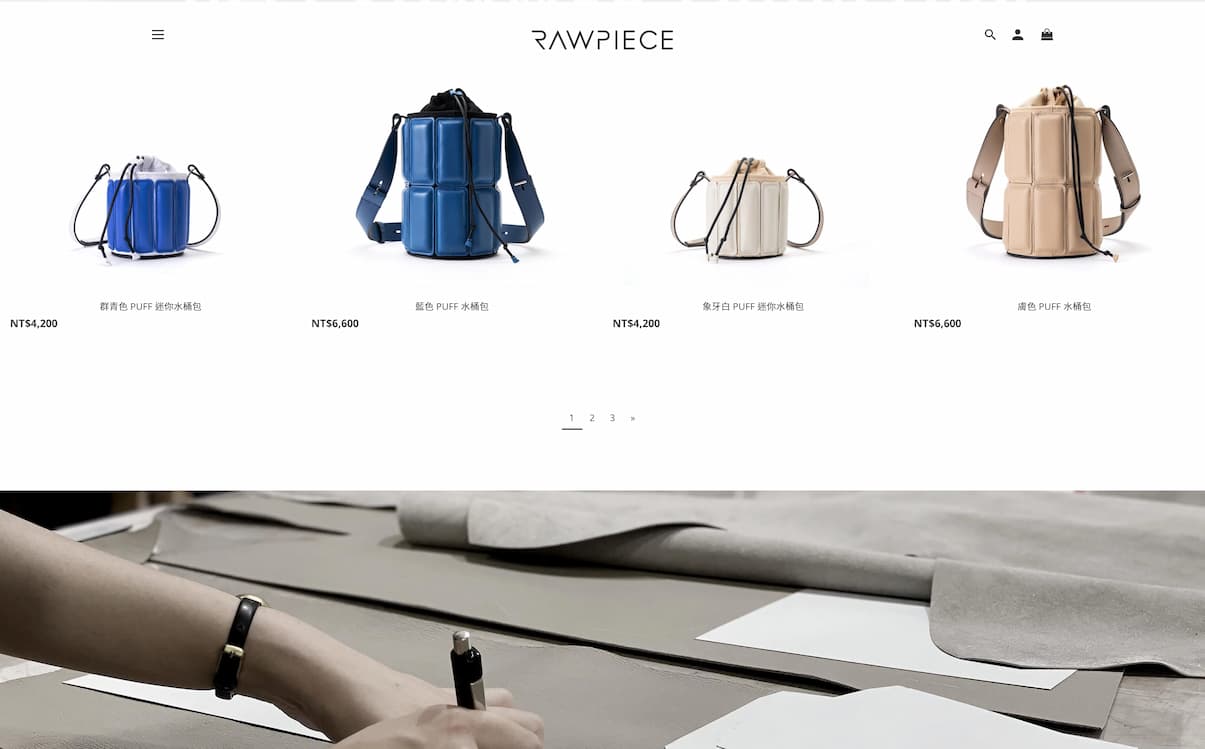 RAWPIECE
群青色 PUFF 迷你水桶包
NT$4,200
藍色 PUFF 水桶包
NT$6,600
象牙白 PUFF 迷你水桶包
NT$4,200
膚色 PUFF 水桶包
NT$6,600
1 2 3 »